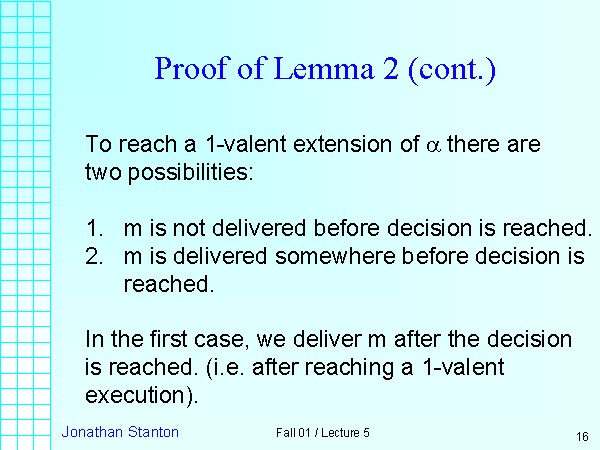 Proof of Lemma 2 (cont.)
To reach a 1-valent extension of α there are
two possibilities:
1. m is not delivered before decision is reached.
2. m is delivered somewhere before decision is
reached.
In the first case, we deliver m after the decision
is reached. (i.e. after reaching a 1-valent
execution).
Jonathan Stanton
Fall 01 / Lecture 5
16